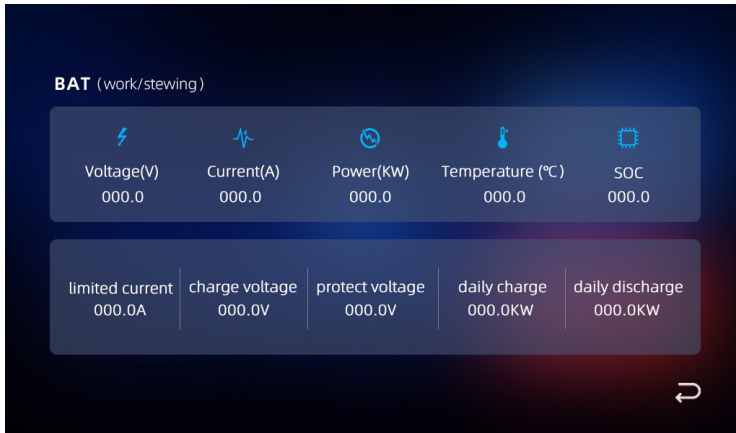 BAT (work/stewing)
Voltage(V) Current(A) Power(KW) Temperature (℃) SOC
000.0 000.0 000.0 000.0 000.0
limited current charge voltage protect voltage daily charge daily discharge
000.0A 000.0V 000.0V 000.0KW 000.0KW